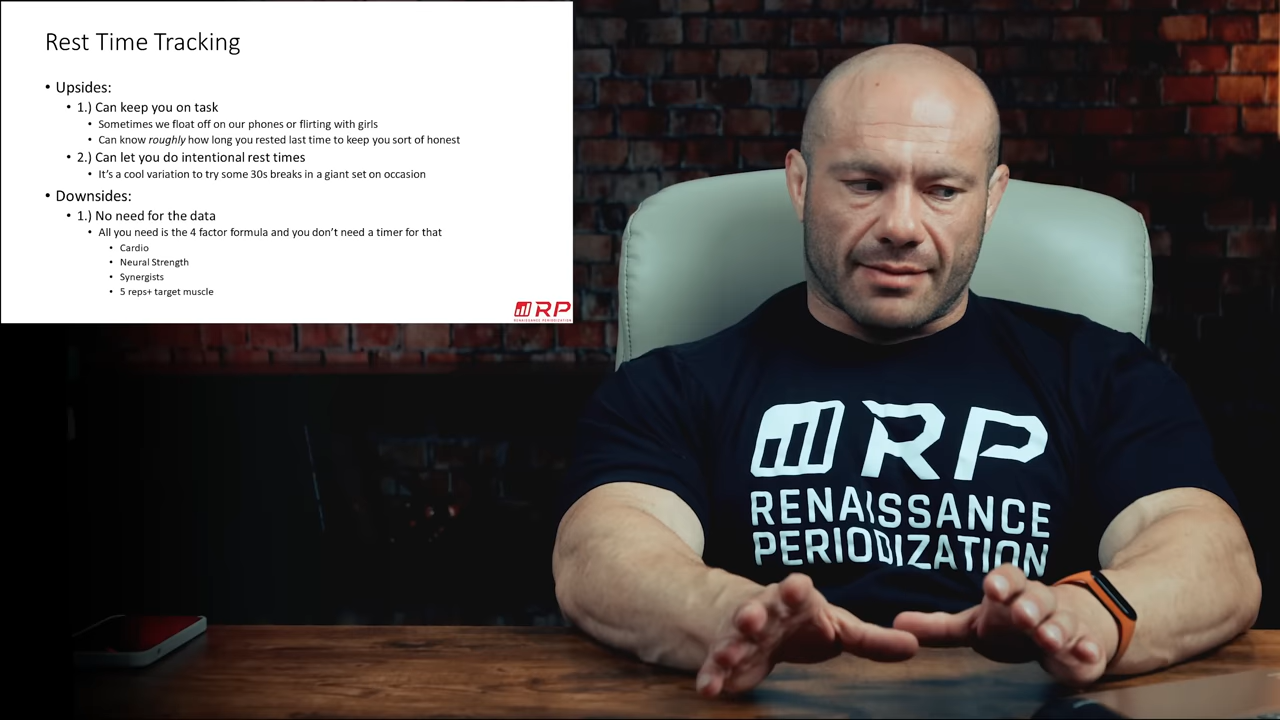 Rest Time Tracking
• Upsides:
• 1.) Can keep you on task
• Sometimes we float off on our phones or flirting with girls
• Can know roughly how long you rested last time to keep you sort of honest
• 2.) Can let you do intentional rest times
• It's a cool variation to try some 30s breaks in a giant set on occasion
• Downsides:
• 1.) No need for the data
• All you need is the 4 factor formula and you don't need a timer for that
• Cardio
• Neural Strength
• Synergists
• 5 reps+ target muscle
RP
RENAISSANCE PERIODIZATION
RP
RENAISSANCE
PERIODIZATION